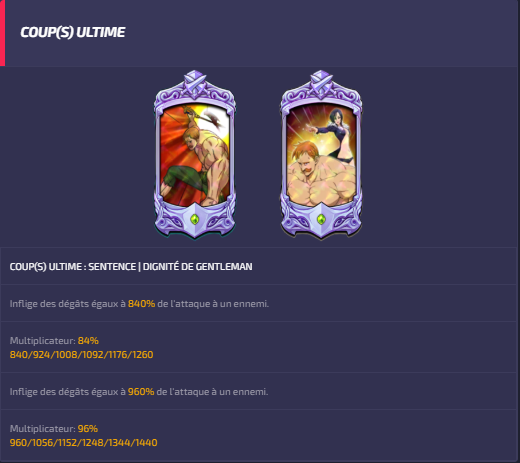 COUP(S) ULTIME
COUP(S) ULTIME : SENTENCE | DIGNITÉ DE GENTLEMAN
Inflige des dégâts égaux à 840% de l'attaque à un ennemi.
Multiplicateur: 84%
840/924/1008/1092/1176/1260
Inflige des dégâts égaux à 960% de l'attaque à un ennemi.
Multiplicateur: 96%
960/1056/1152/1248/1344/1440